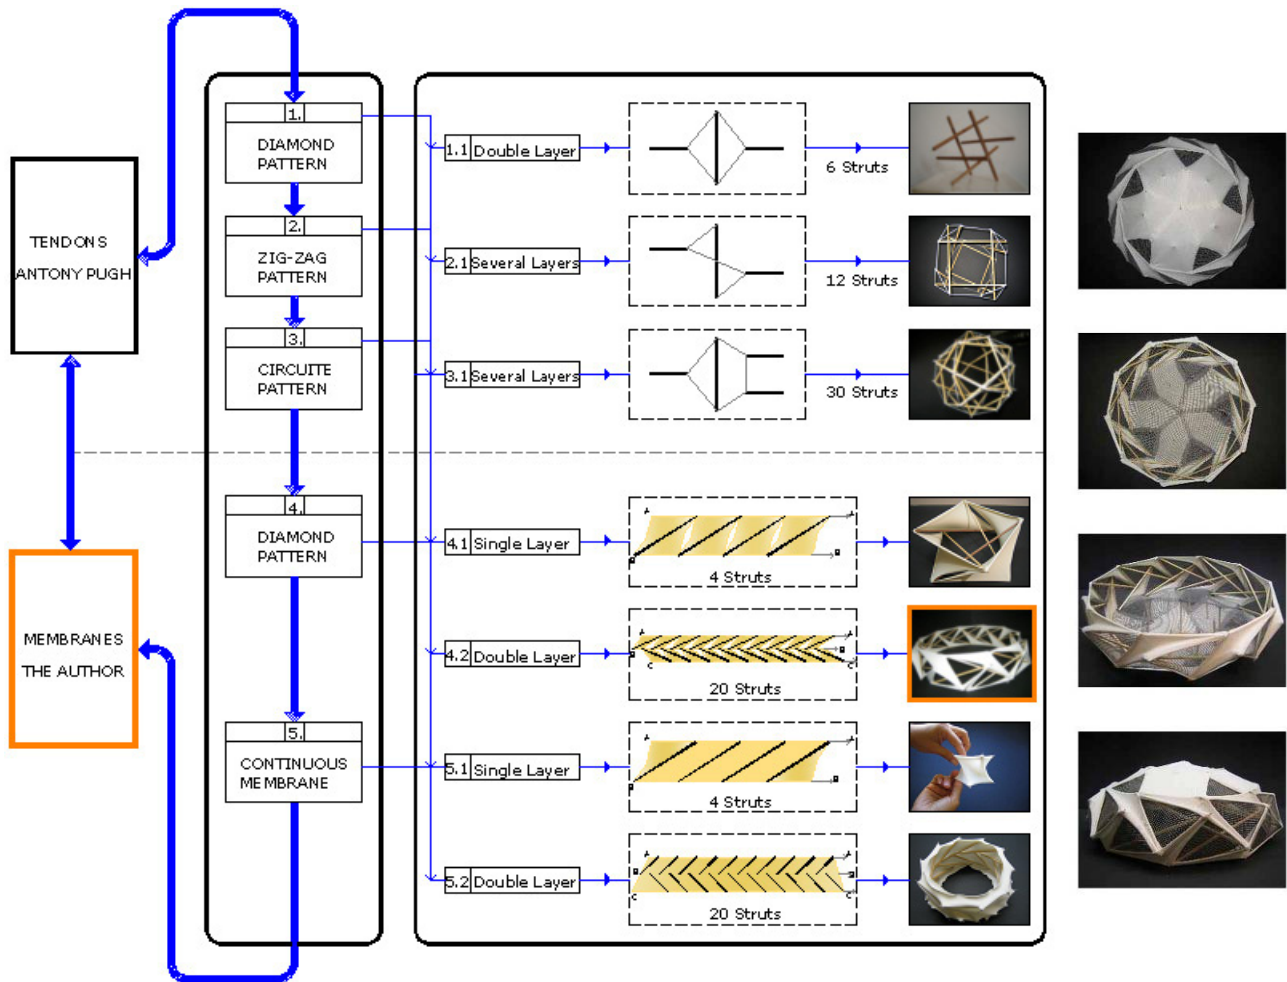 TENDONS
ANTONY PUGH
MEMBRANES
THE AUTHOR
1.
DIAMOND
PATTERN
2.
ZIG-ZAG
PATTERN
3.
CIRCUITE
PATTERN
4.
DIAMOND
PATTERN
5.
CONTINUOUS
MEMBRANE
1.1 Double Layer
6 Struts
2.1 Several Layers
12 Struts
3.1 Several Layers
30 Struts
4.1 Single Layer
A A
B B
4 Struts
4.2 Double Layer
A A
B B
C C
20 Struts
5.1 Single Layer
A A
B B
4 Struts
5.2 Double Layer
A A
B B
C C
20 Struts